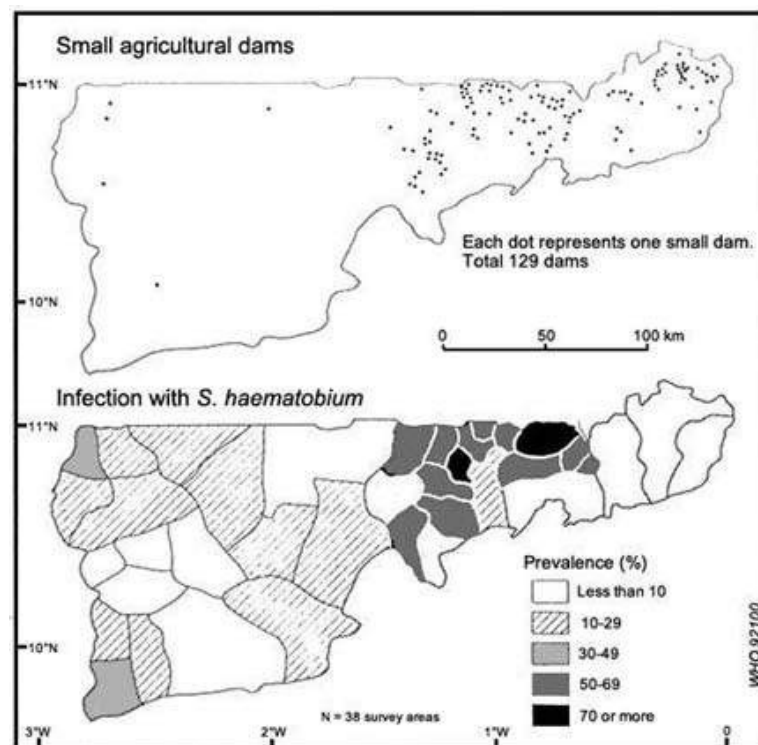 Small agricultural dams
11°N
Each dot represents one small dam.
Total 129 dams
10°N
0 50 100 km
Infection with S. haematobium
11°N
Prevalence (%)
Less than 10
10-29
10°N
30-49
50-69
N = 38 survey areas
70 or more
WHO 92100
3°W 2°W 1°W 0